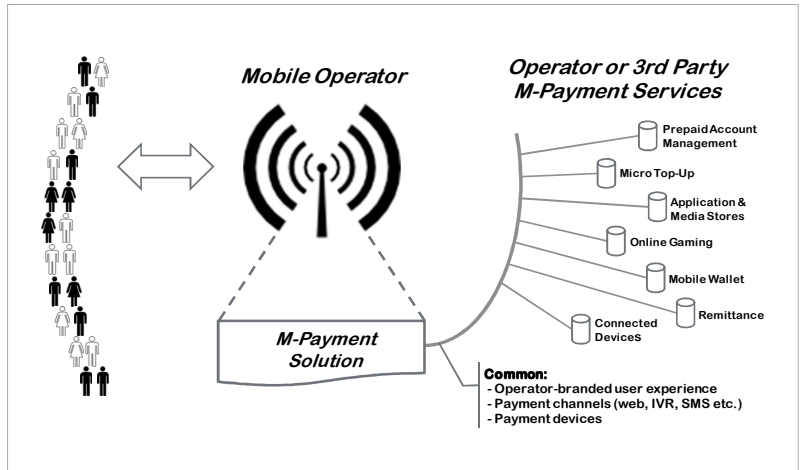 Mobile Operator
Operator or 3rd Party
M-Payment Services
Prepaid Account
Management
Micro Top-Up
Application &
Media Stores
Online Gaming
Mobile Wallet
Remittance
Connected
Devices
M-Payment
Solution
Common:
- Operator-branded user experience
- Payment channels (web, IVR, SMS etc.)
- Payment devices